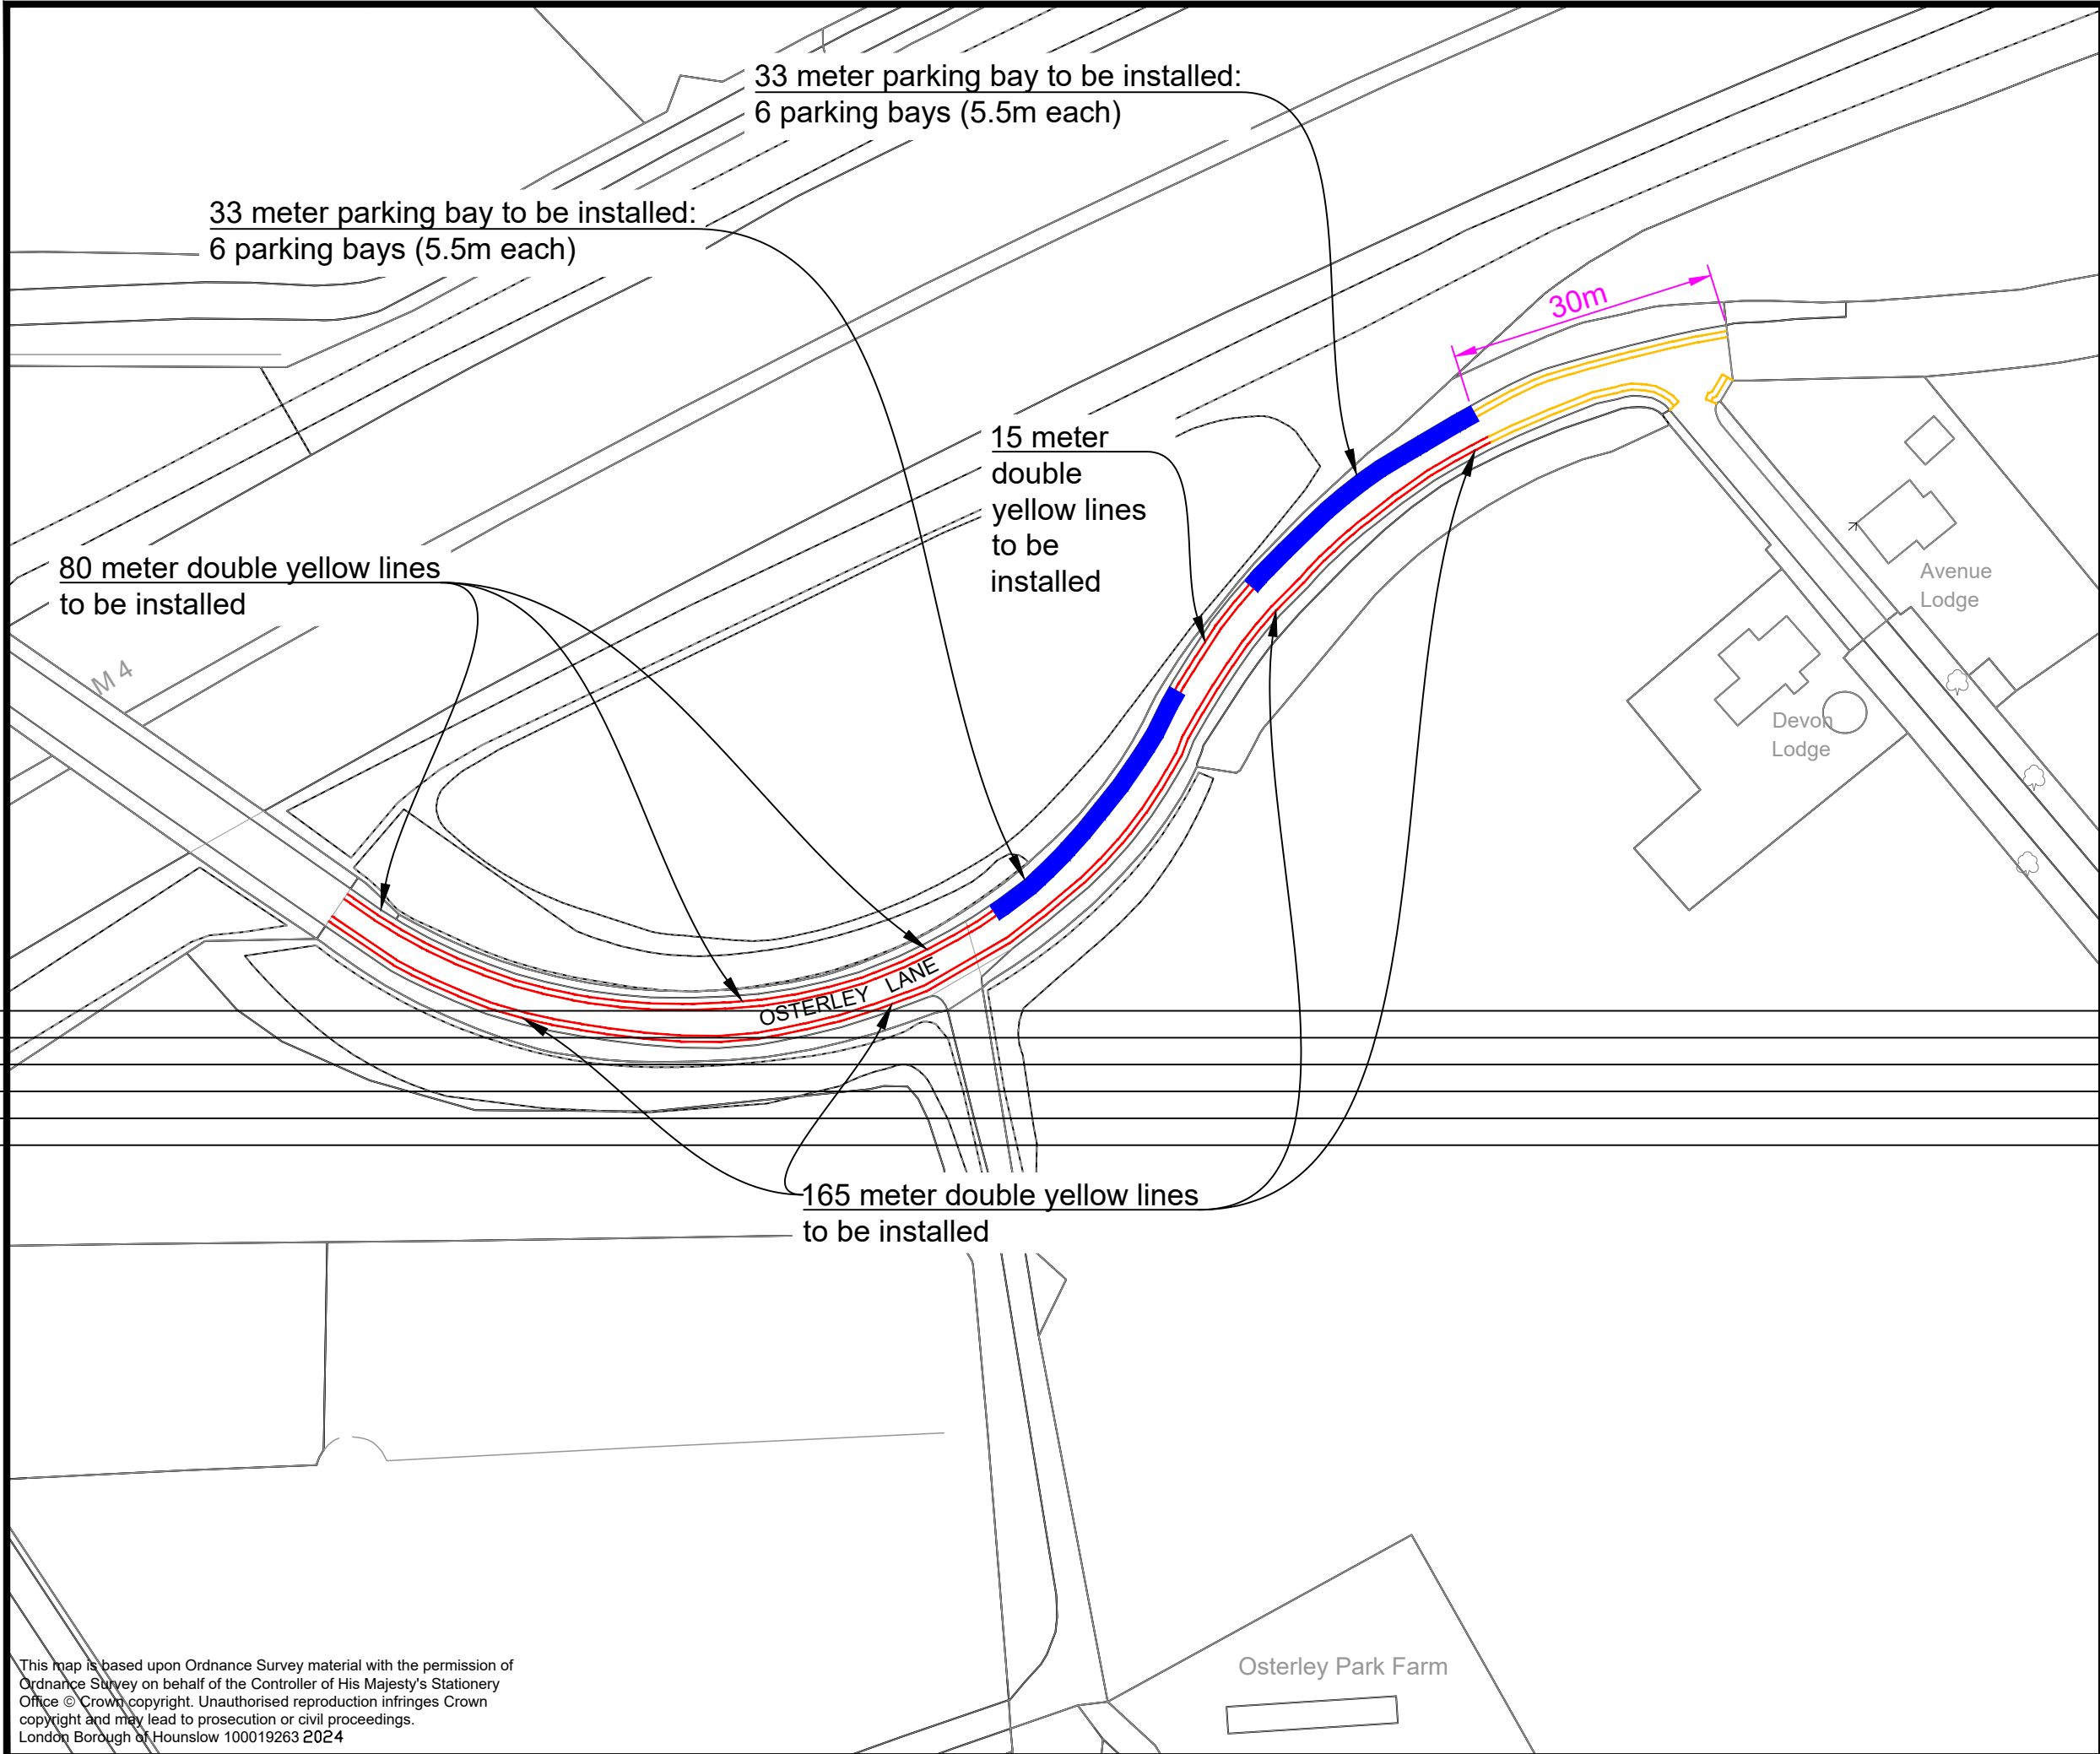 33 meter parking bay to be installed:
6 parking bays (5.5m each)
33 meter parking bay to be installed:
6 parking bays (5.5m each)
30m
15 meter
double
yellow lines
to be
installed
80 meter double yellow lines
to be installed
M 4
Avenue
Lodge
Devon
Lodge
OSTERLEY LANE
165 meter double yellow lines
to be installed
Osterley Park Farm
This map is based upon Ordnance Survey material with the permission of
Ordnance Survey on behalf of the Controller of His Majesty's Stationery
Office © Crown copyright. Unauthorised reproduction infringes Crown
copyright and may lead to prosecution or civil proceedings.
London Borough of Hounslow 100019263 2024